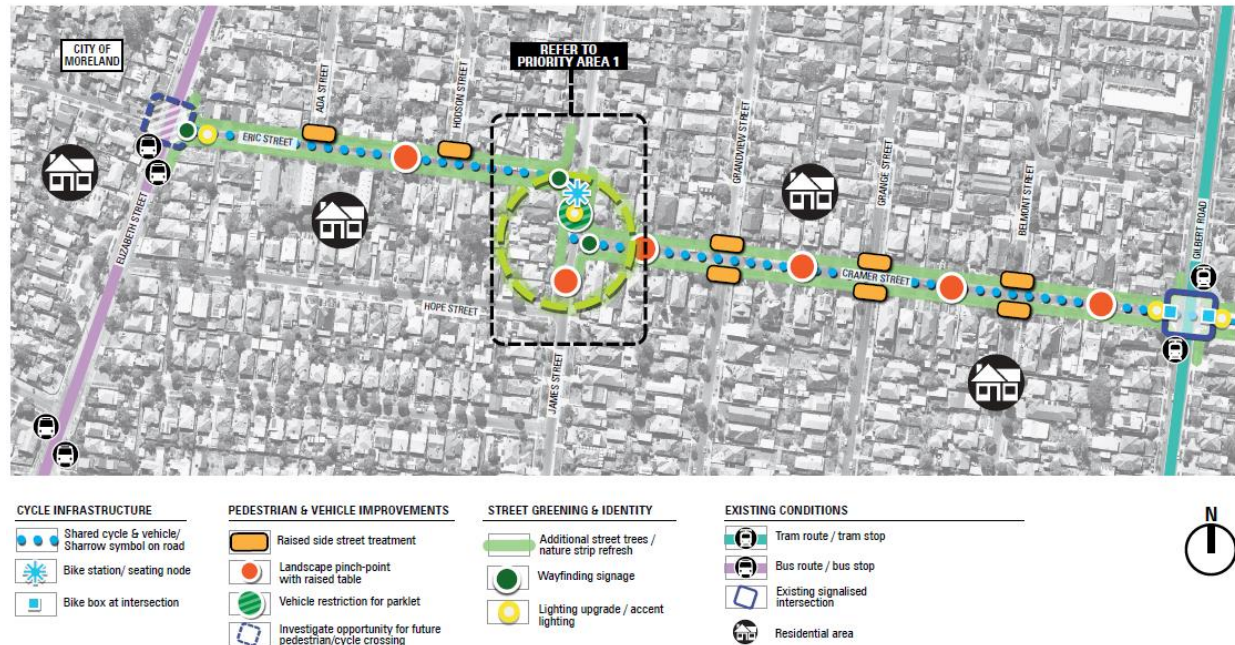 CITY OF
MORELAND
REFER TO
PRIORITY AREA 1
ADA STREET
HODSON STREET
ERIC STREET
GRANDVIEW STREET
GRANGE STREET
BELMONT STREET
GILBERT ROAD
ELIZABETH STREET
CRAMER STREET
HOPE STREET
JAMES STREET
CYCLE INFRASTRUCTURE
Shared cycle & vehicle/
Sharrow symbol on road
Bike station/ seating node
Bike box at intersection
PEDESTRIAN & VEHICLE IMPROVEMENTS
Raised side street treatment
Landscape pinch-point
with raised table
Vehicle restriction for parklet
Investigate opportunity for future
pedestrian/cycle crossing
STREET GREENING & IDENTITY
Additional street trees /
nature strip refresh
Wayfinding signage
Lighting upgrade / accent
lighting
EXISTING CONDITIONS
Tram route / tram stop
Bus route / bus stop
Existing signalised
intersection
Residential area
N